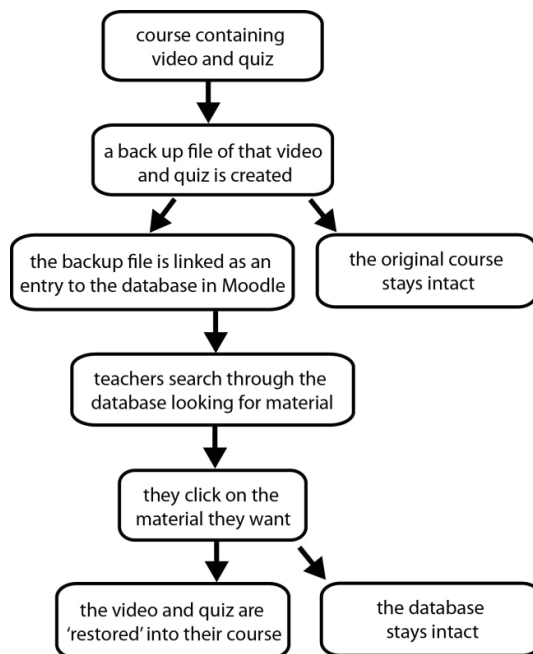 course containing
video and quiz
a back up file of that video
and quiz is created
the backup file is linked as an
entry to the database in Moodle
the original course
stays intact
teachers search through the
database looking for material
they click on the
material they want
the video and quiz are
‘restored’ into their course
the database
stays intact